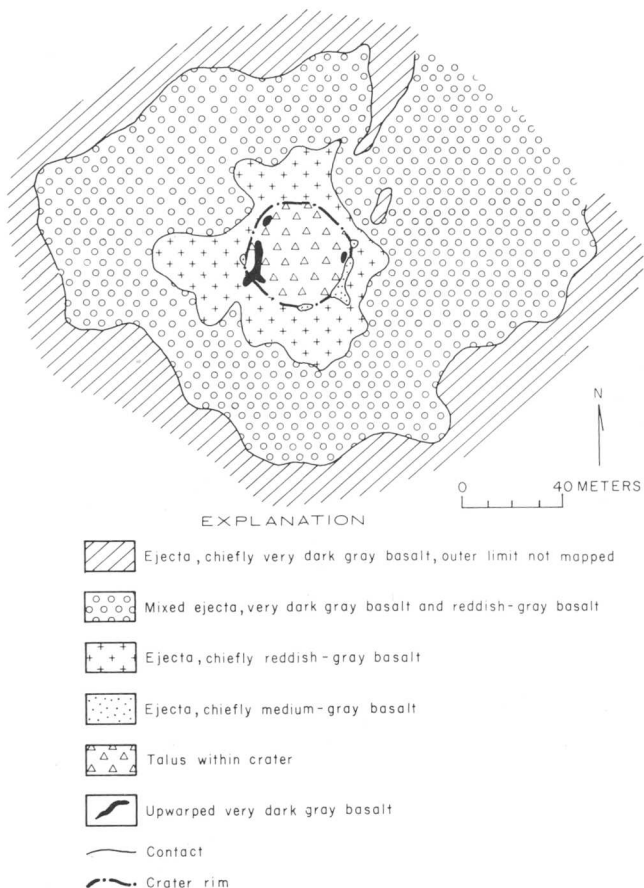 N
0 40 METERS
EXPLANATION
Ejecta, chiefly very dark gray basalt, outer limit not mapped
Mixed ejecta, very dark gray basalt and reddish-gray basalt
Ejecta, chiefly reddish-gray basalt
Ejecta, chiefly medium-gray basalt
Talus within crater
Upwarped very dark gray basalt
Contact
Crater rim